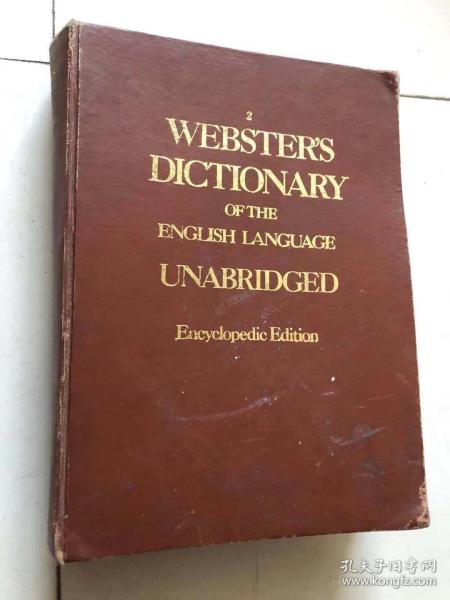 2
WEBSTER'S
DICTIONARY
OF THE
ENGLISH LANGUAGE
UNABRIDGED
Encyclopedic Edition
孔夫子旧书网
www.kongfz.com